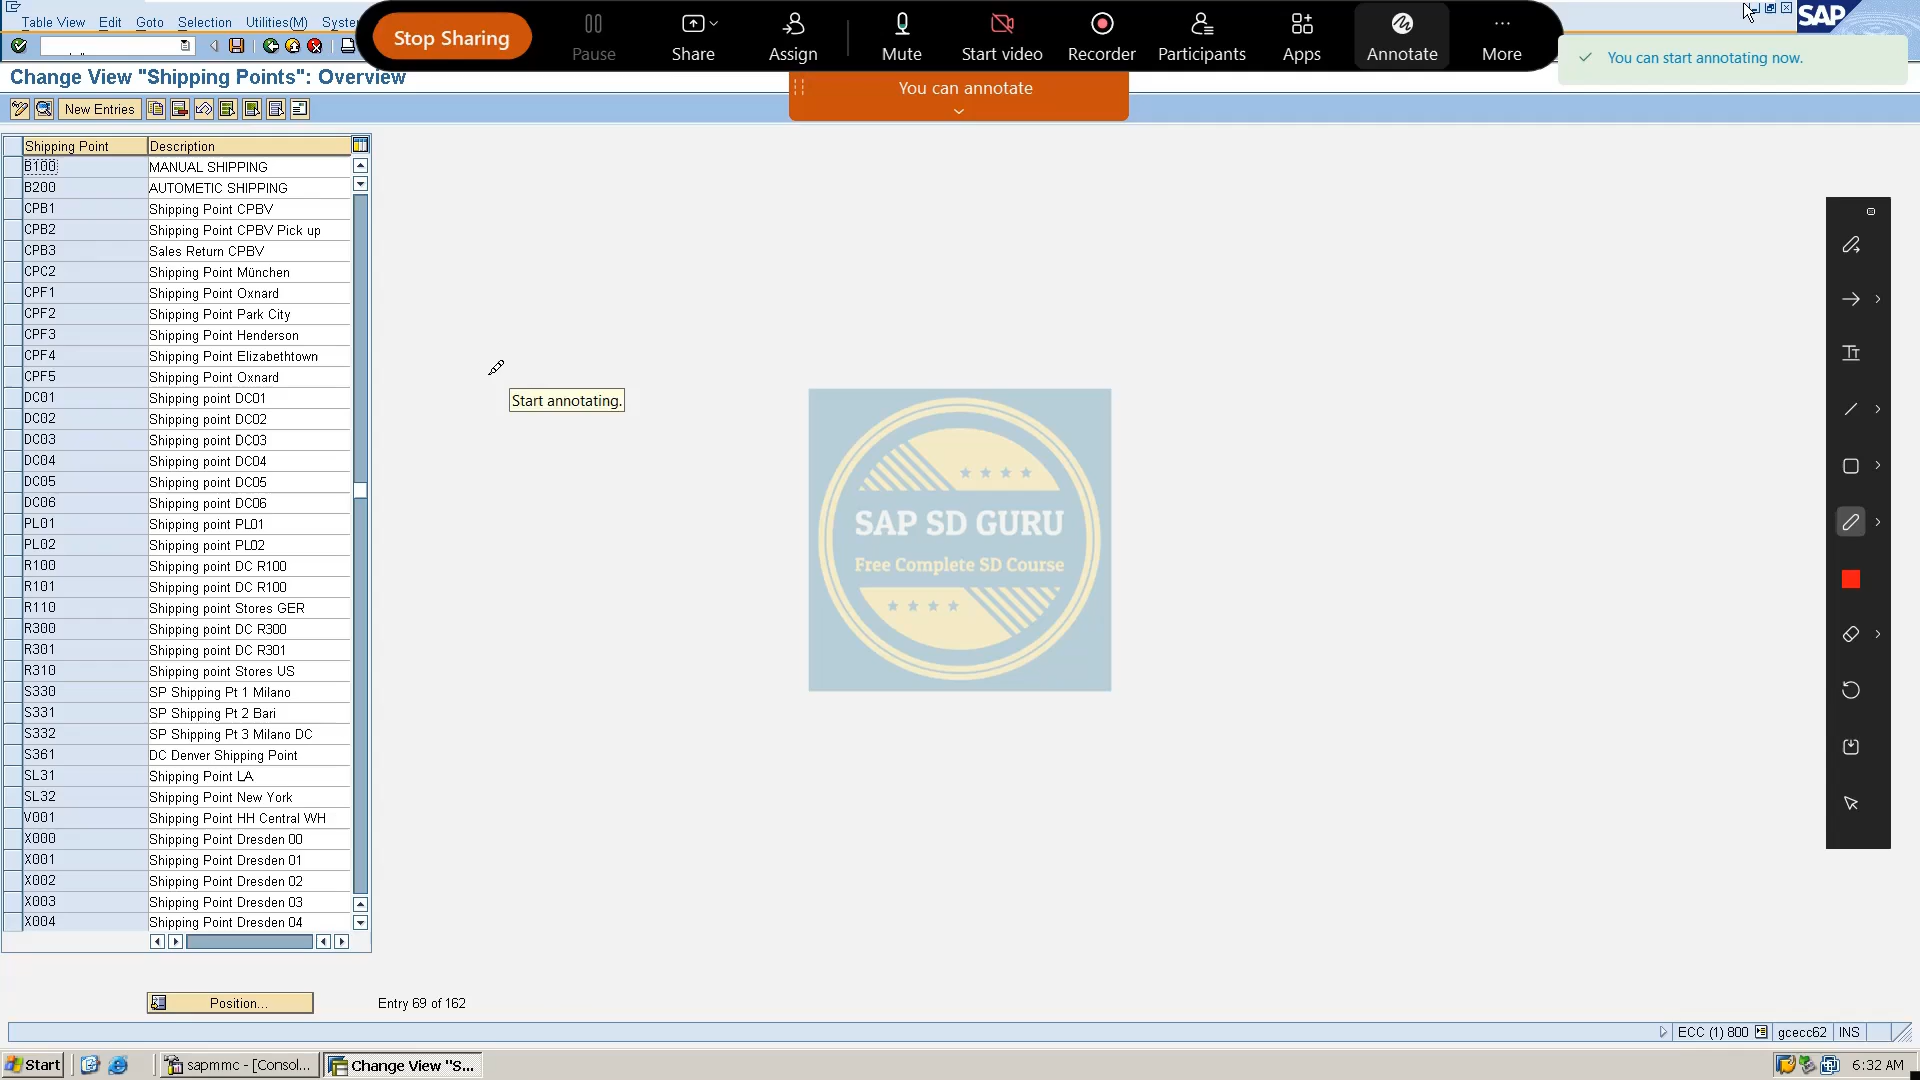 Table View Edit Goto Selection Utilities(M) Syster
Stop Sharing
Pause
Share
Assign
Mute
Start video
Recorder
Participants
Apps
Annotate
More
SAP
You can start annotating now.
You can annotate
Change View "Shipping Points": Overview
New Entries
Shipping Point Description
B100 MANUAL SHIPPING
B200 AUTOMETIC SHIPPING
CPB1 Shipping Point CPBV
CPB2 Shipping Point CPBV Pick up
CPB3 Sales Return CPBV
CPC2 Shipping Point München
CPF1 Shipping Point Oxnard
CPF2 Shipping Point Park City
CPF3 Shipping Point Henderson
CPF4 Shipping Point Elizabethtown
CPF5 Shipping Point Oxnard
DC01 Shipping point DC01
DC02 Shipping point DC02
DC03 Shipping point DC03
DC04 Shipping point DC04
DC05 Shipping point DC05
DC06 Shipping point DC06
PL01 Shipping point PL01
PL02 Shipping point PL02
R100 Shipping point DC R100
R101 Shipping point DC R100
R110 Shipping point Stores GER
R300 Shipping point DC R300
R301 Shipping point DC R301
R310 Shipping point Stores US
S330 SP Shipping Pt 1 Milano
S331 SP Shipping Pt 2 Bari
S332 SP Shipping Pt 3 Milano DC
S361 DC Denver Shipping Point
SL31 Shipping Point LA
SL32 Shipping Point New York
V001 Shipping Point HH Central WH
X000 Shipping Point Dresden 00
X001 Shipping Point Dresden 01
X002 Shipping Point Dresden 02
X003 Shipping Point Dresden 03
X004 Shipping Point Dresden 04
Start annotating.
SAP SD GURU
Free Complete SD Course
Position...
Entry 69 of 162
ECC (1) 800 gcecc62 INS
Start
sapmmc - [Consol...
Change View "S...
6:32 AM